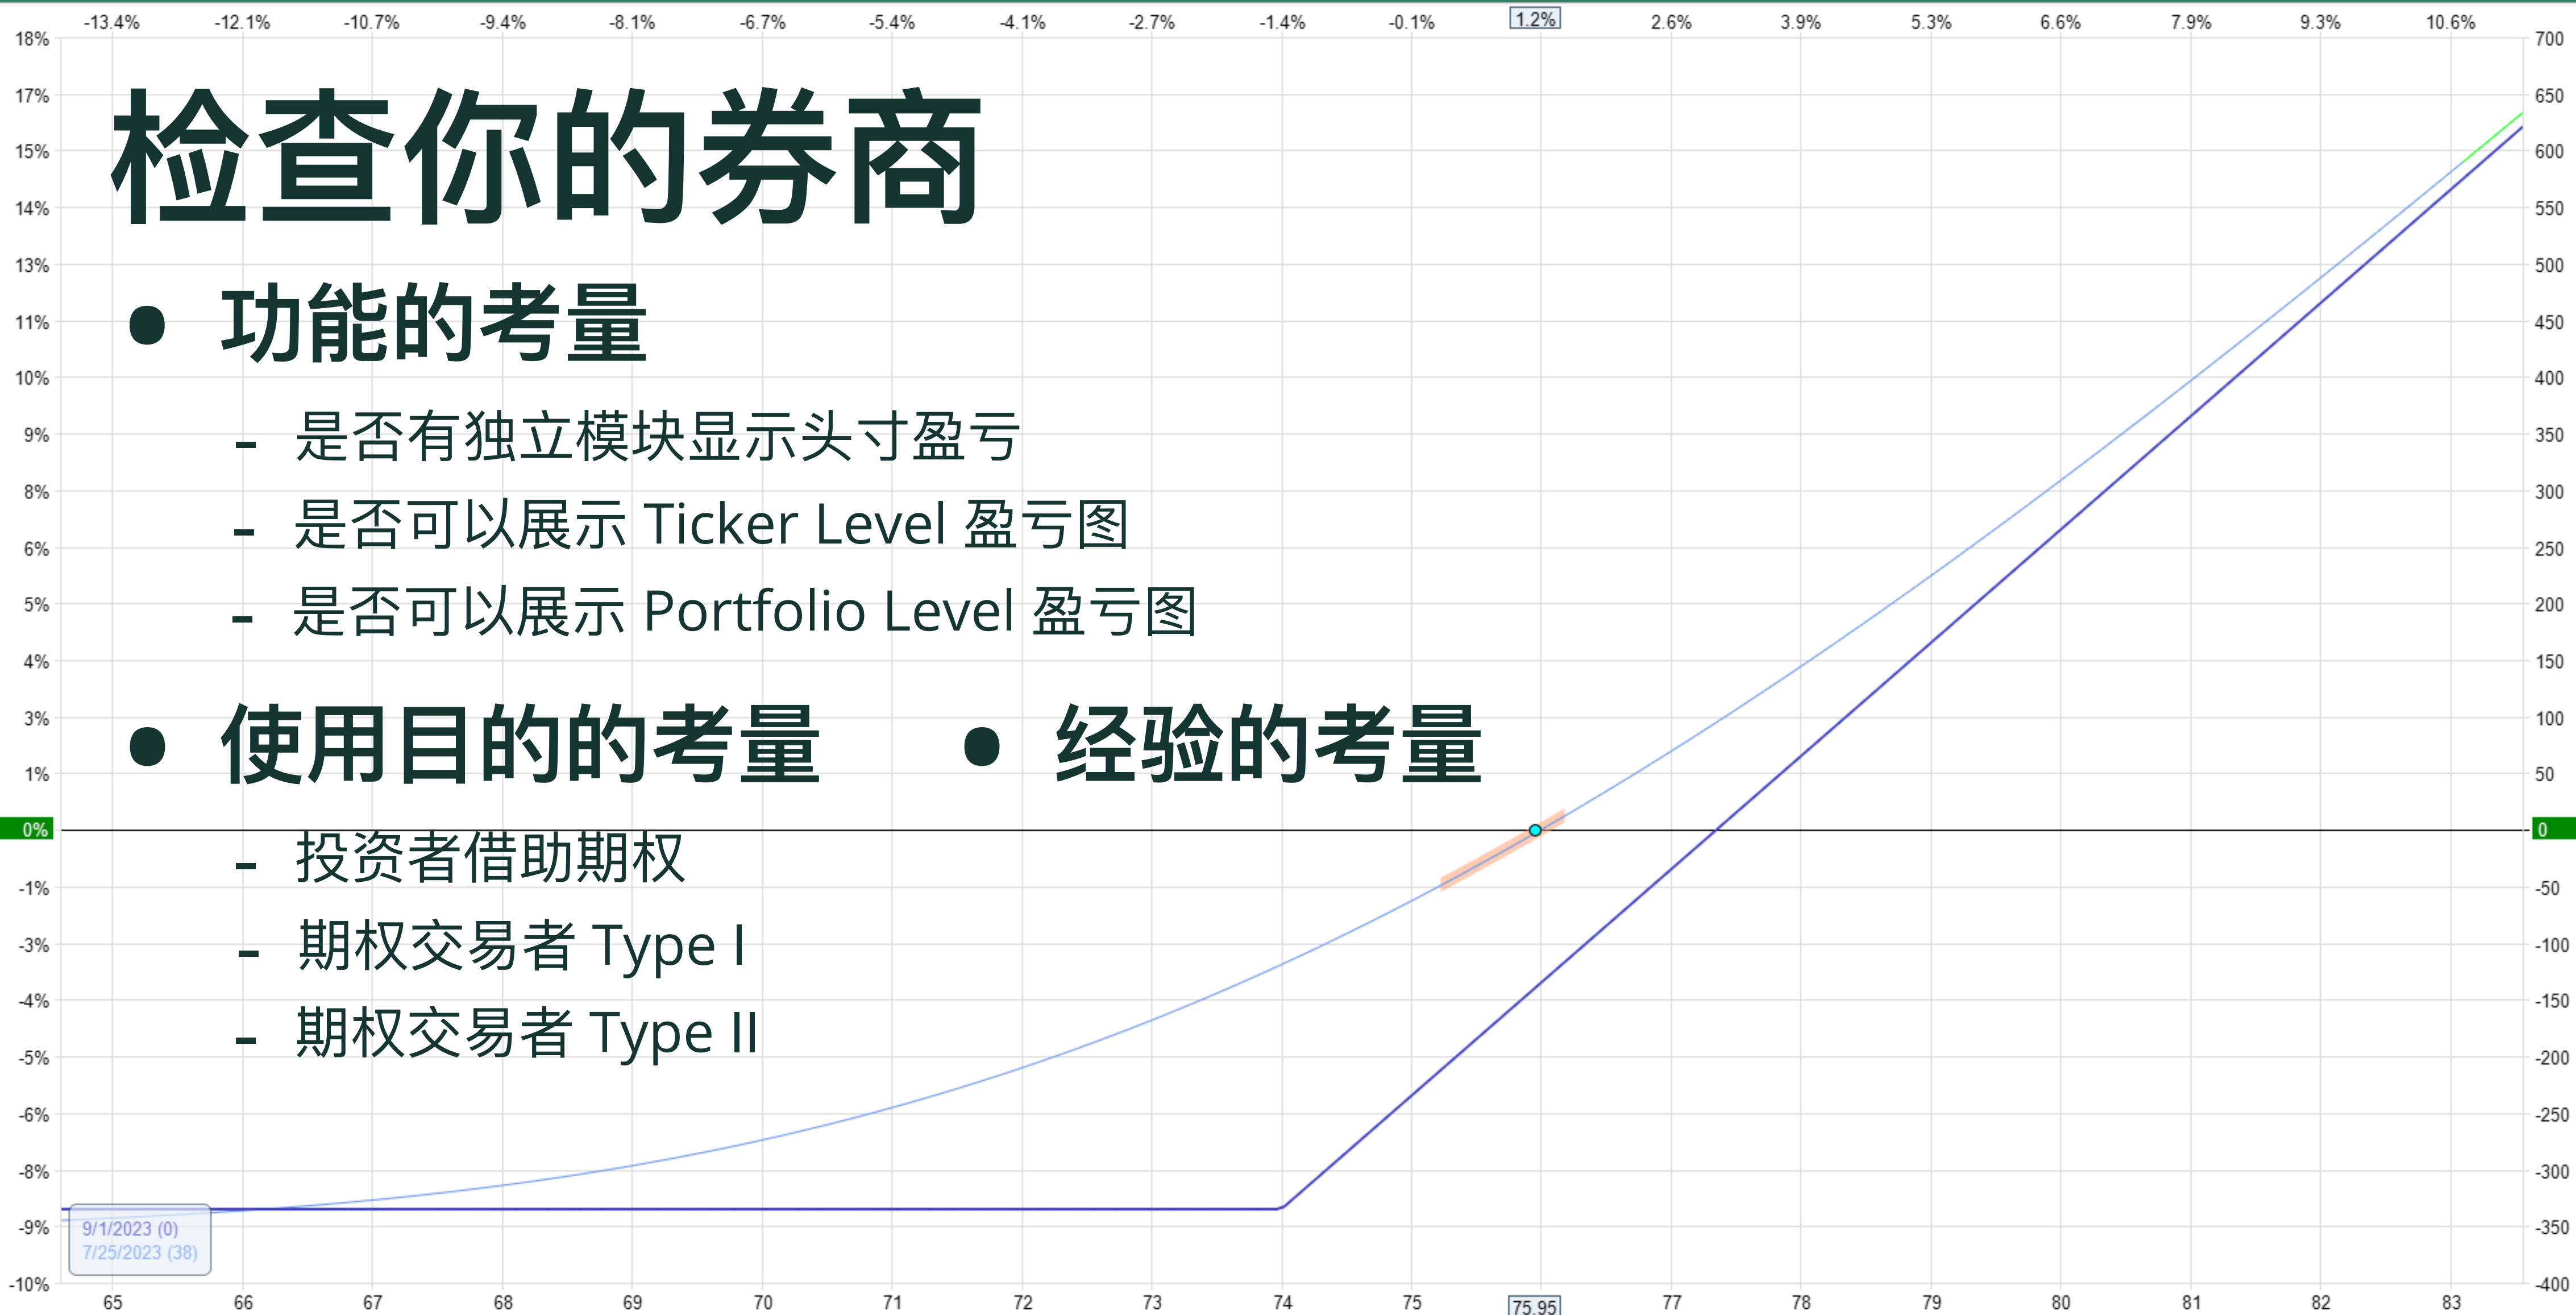 -13.4% -12.1% -10.7% -9.4% -8.1% -6.7% -5.4% -4.1% -2.7% -1.4% -0.1% 1.2% 2.6% 3.9% 5.3% 6.6% 7.9% 9.3% 10.6%
18% 700
17% 650
检查你的券商
15% 600
14% 550
13% 500
• 功能的考量
11% 450
10% 400
9% 350
- 是否有独立模块显示头寸盈亏
8% 300
- 是否可以展示 Ticker Level 盈亏图
6% 250
5% 200
- 是否可以展示 Portfolio Level 盈亏图
4% 150
3% 100
• 使用目的的考量 • 经验的考量
1% 50
0% 0
- 投资者借助期权
-1% -50
-3% -100
- 期权交易者 Type I
-4% -150
- 期权交易者 Type II
-5% -200
-6% -250
-8% -300
-9% -350
9/1/2023 (0)
7/25/2023 (38)
-10% -400
65 66 67 68 69 70 71 72 73 74 75 75.95 77 78 79 80 81 82 83